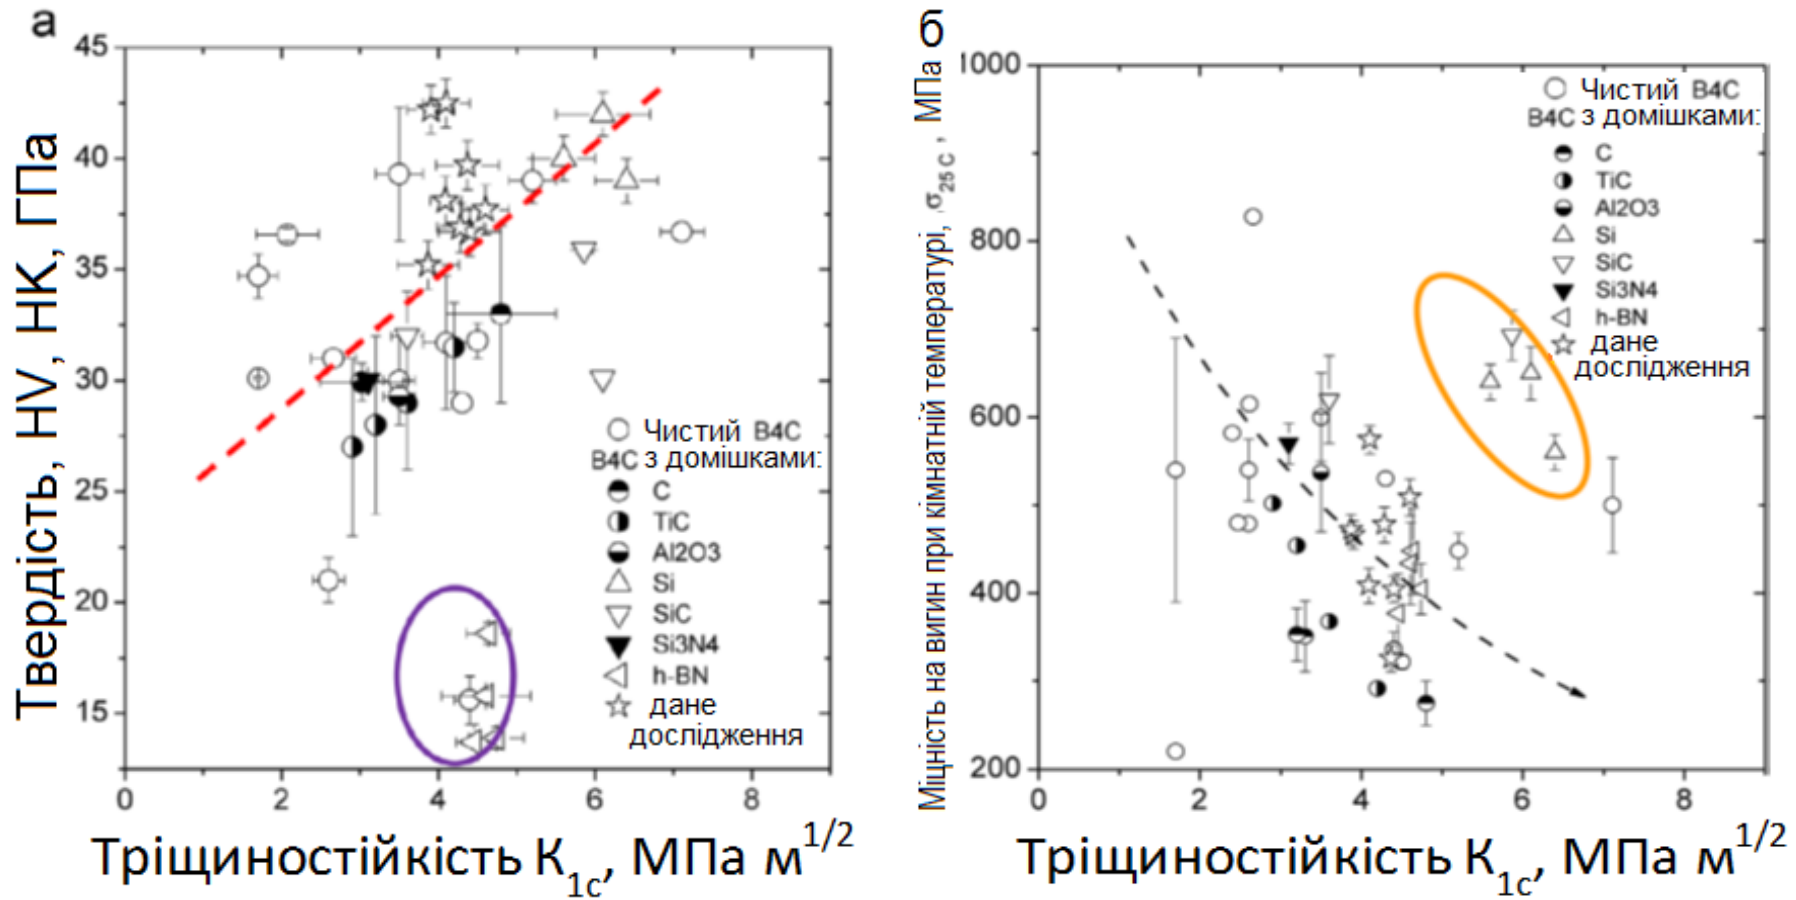 а
Твердість, HV, НК, ГПа
45
40
35
30
25
20
15
0 2 4 6 8
Тріщиностійкість К1с, МПа м1/2
Чистий B4C
B4C з домішками:
C
TiC
Al2O3
Si
SiC
Si3N4
h-BN
дане
дослідження
б
Міцність на вигин при кімнатній температурі, σ25 C, МПа
1000
800
600
400
200
0 2 4 6 8
Тріщиностійкість К1с, МПа м1/2
Чистий B4C
B4C з домішками:
C
TiC
Al2O3
Si
SiC
Si3N4
h-BN
дане
дослідження